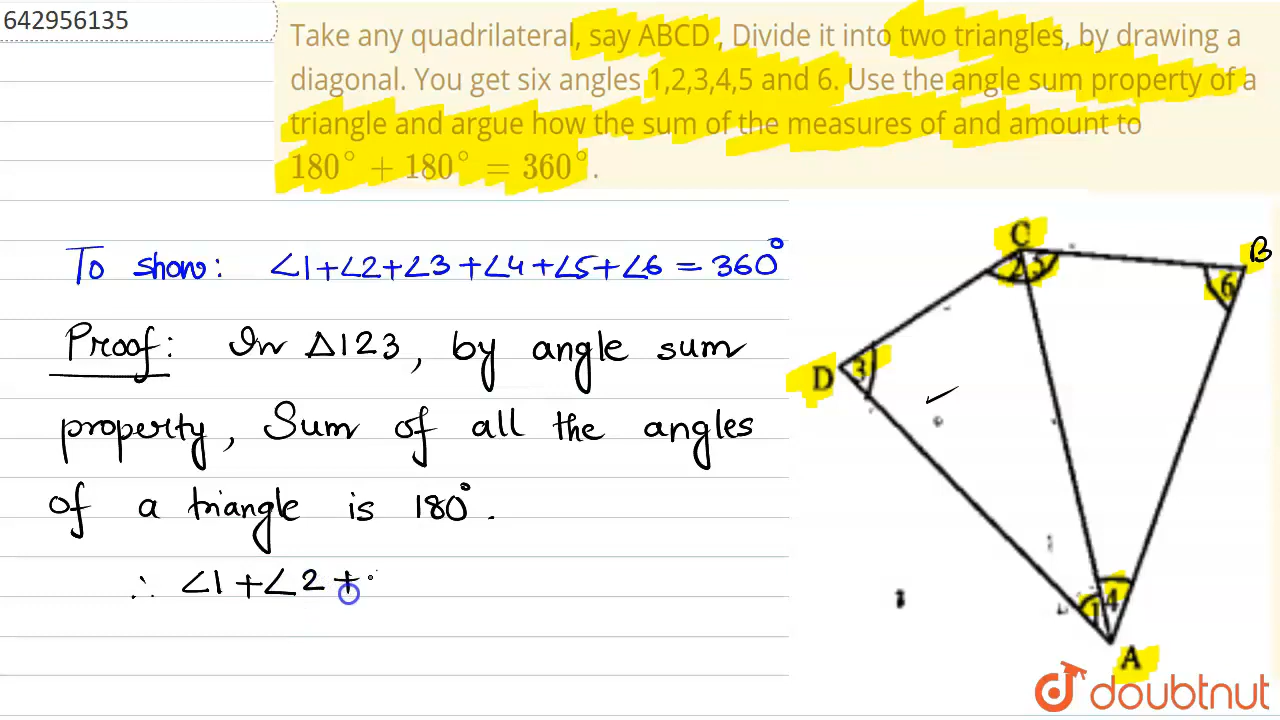 642956135
Take any quadrilateral, say ABCD , Divide it into two triangles, by drawing a
diagonal. You get six angles 1,2,3,4,5 and 6. Use the angle sum property of a
triangle and argue how the sum of the measures of and amount to
180° + 180° = 360°.
To show: ∠1+∠2+∠3+∠4+∠5+∠6 = 360°
Proof: In Δ123, by angle sum
property, Sum of all the angles
of a triangle is 180°.
∴ ∠1+∠2+
C
B
2 5
6
D
3
1 4
A
doubtnut